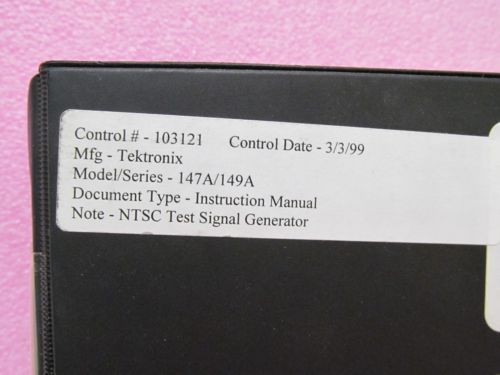 Control # - 103121 Control Date - 3/3/99
Mfg - Tektronix
Model/Series - 147A/149A
Document Type - Instruction Manual
Note - NTSC Test Signal Generator